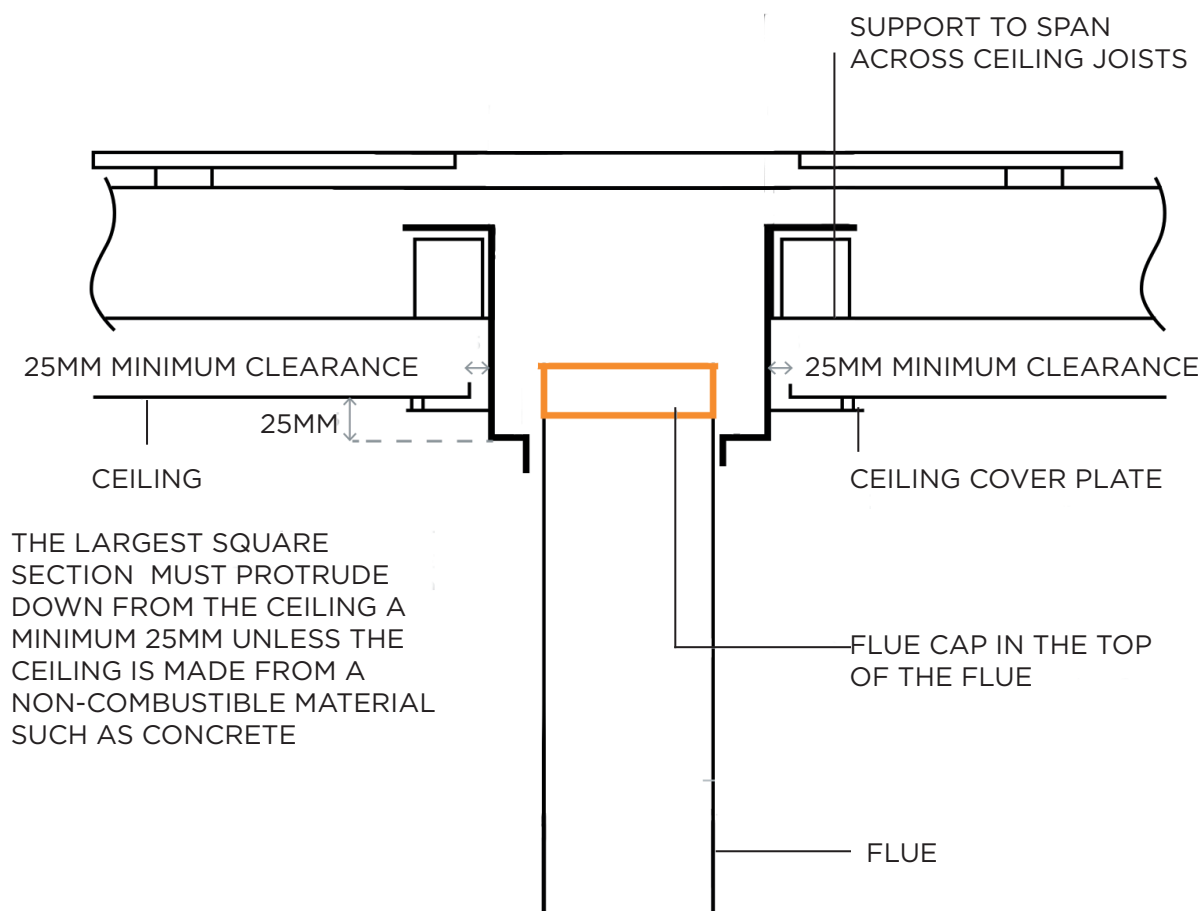 SUPPORT TO SPAN
ACROSS CEILING JOISTS
25MM MINIMUM CLEARANCE
25MM MINIMUM CLEARANCE
25MM
CEILING
CEILING COVER PLATE
THE LARGEST SQUARE
SECTION MUST PROTRUDE
DOWN FROM THE CEILING A
MINIMUM 25MM UNLESS THE
CEILING IS MADE FROM A
NON-COMBUSTIBLE MATERIAL
SUCH AS CONCRETE
FLUE CAP IN THE TOP
OF THE FLUE
FLUE